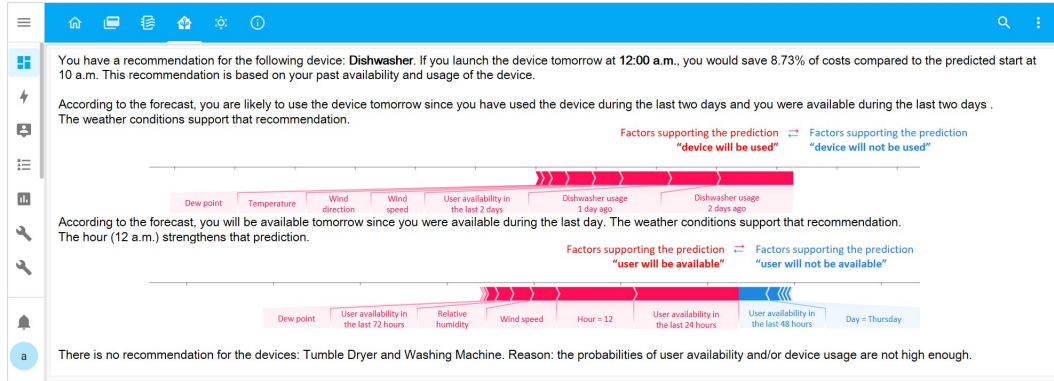 You have a recommendation for the following device: Dishwasher. If you launch the device tomorrow at 12:00 a.m., you would save 8.73% of costs compared to the predicted start at
10 a.m. This recommendation is based on your past availability and usage of the device.
According to the forecast, you are likely to use the device tomorrow since you have used the device during the last two days and you were available during the last two days .
The weather conditions support that recommendation.
Factors supporting the prediction ⇄ Factors supporting the prediction
“device will be used” “device will not be used”
Dew point
Temperature
Wind
direction
Wind
speed
User availability in
the last 2 days
Dishwasher usage
1 day ago
Dishwasher usage
2 days ago
According to the forecast, you will be available tomorrow since you were available during the last day. The weather conditions support that recommendation.
The hour (12 a.m.) strengthens that prediction.
Factors supporting the prediction ⇄ Factors supporting the prediction
“user will be available” “user will not be available”
Dew point
User availability in
the last 72 hours
Relative
humidity
Wind speed
Hour = 12
User availability in
the last 24 hours
User availability in
the last 48 hours
Day = Thursday
a
There is no recommendation for the devices: Tumble Dryer and Washing Machine. Reason: the probabilities of user availability and/or device usage are not high enough.